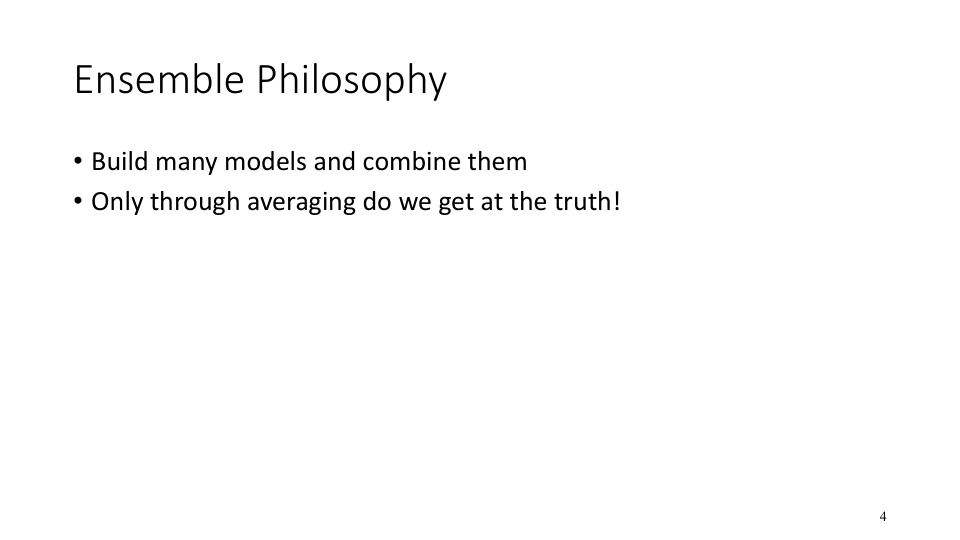 Ensemble Philosophy
• Build many models and combine them
• Only through averaging do we get at the truth!
4